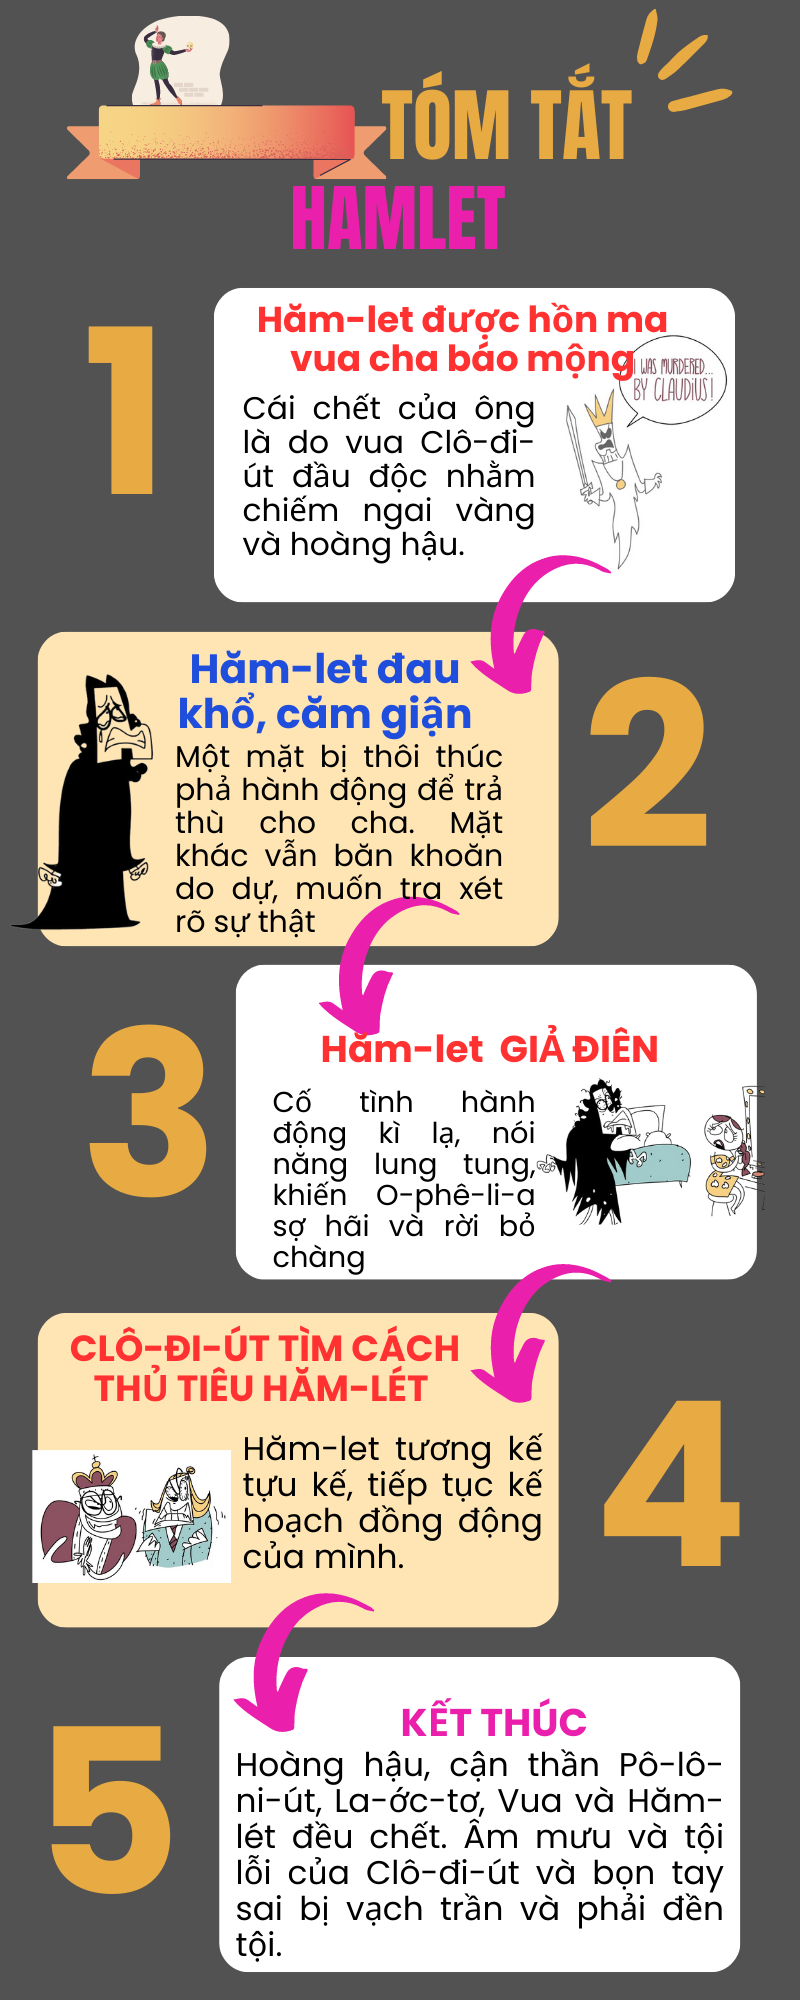 TÓM TẮT
HAMLET
1
Hăm-let được hồn ma
vua cha báo mộng
I WAS MURDERED...
BY CLAUDIUS!
Cái chết của ông
là do vua Clô-đi-
út đầu độc nhằm
chiếm ngai vàng
và hoàng hậu.
Hăm-let đau
khổ, căm giận
2
Một mặt bị thôi thúc
phả hành động để trả
thù cho cha. Mặt
khác vẫn băn khoăn
do dự, muốn tra xét
rõ sự thật
3
Hăm-let GIẢ ĐIÊN
Cố tình hành
động kì lạ, nói
năng lung tung,
khiến O-phê-li-a
sợ hãi và rời bỏ
chàng
CLÔ-ĐI-ÚT TÌM CÁCH
THỦ TIÊU HĂM-LÉT
4
Hăm-let tương kế
tựu kế, tiếp tục kế
hoạch đồng động
của mình.
5
KẾT THÚC
Hoàng hậu, cận thần Pô-lô-
ni-út, La-ớc-tơ, Vua và Hăm-
lét đều chết. Âm mưu và tội
lỗi của Clô-đi-út và bọn tay
sai bị vạch trần và phải đền
tội.